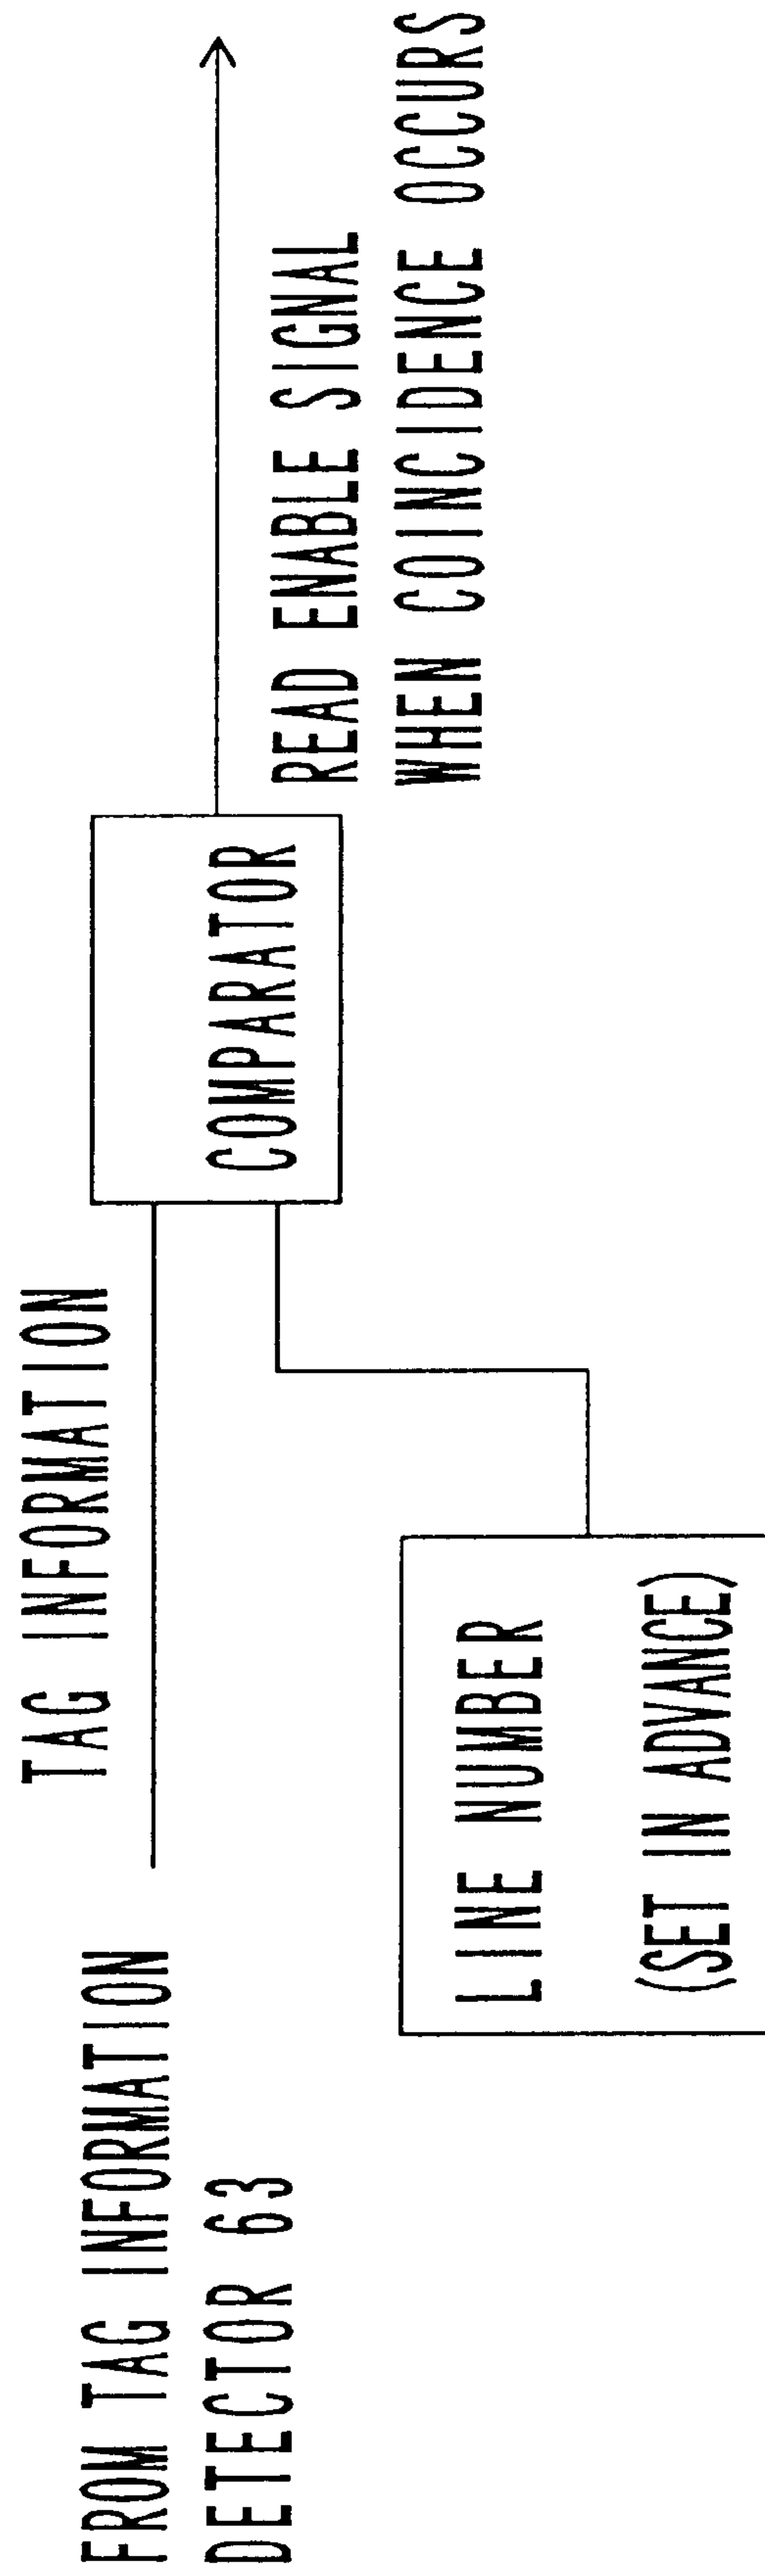 FROM TAG INFORMATION
DETECTOR 63
TAG INFORMATION
LINE NUMBER
(SET IN ADVANCE)
COMPARATOR
READ ENABLE SIGNAL
WHEN COINCIDENCE OCCURS